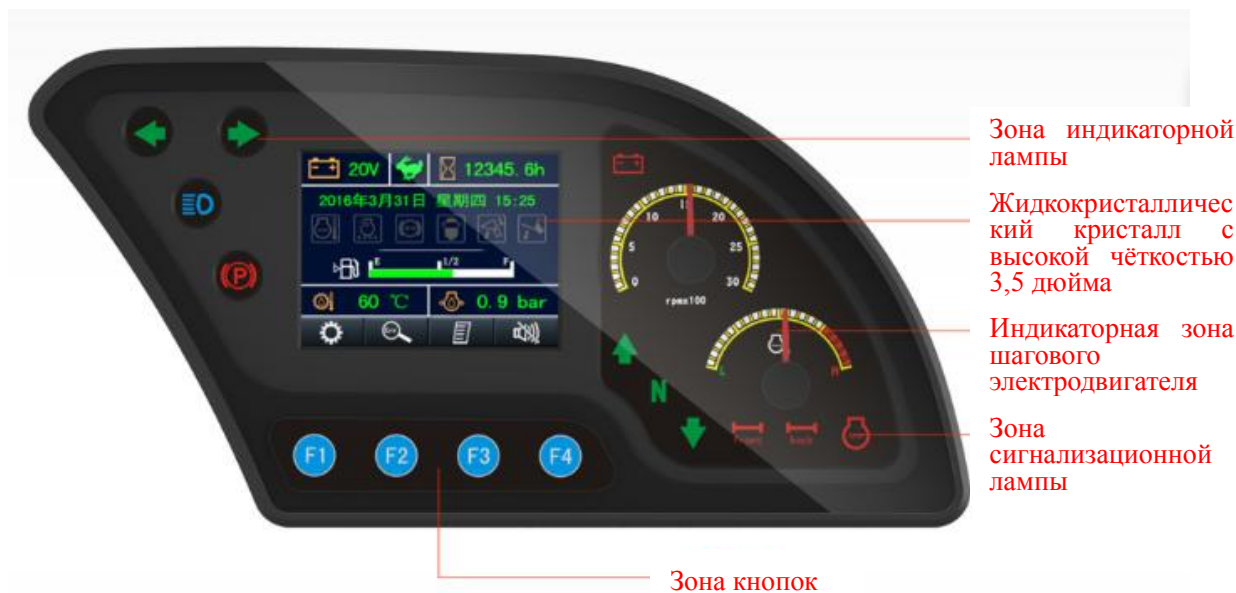 Зона индикаторной
лампы
Жидкокристалличес
кий кристалл с
высокой чёткостью
3,5 дюйма
Индикаторная зона
шагового
электродвигателя
Зона
сигнализационной
лампы
Зона кнопок
20V
12345.6h
2016年3月31日 星期四 15:25
E 1/2 F
60 ℃
0.9 bar
0 5 10 15 20 25 30
rpmx100
L H
N
P
F1 F2 F3 F4